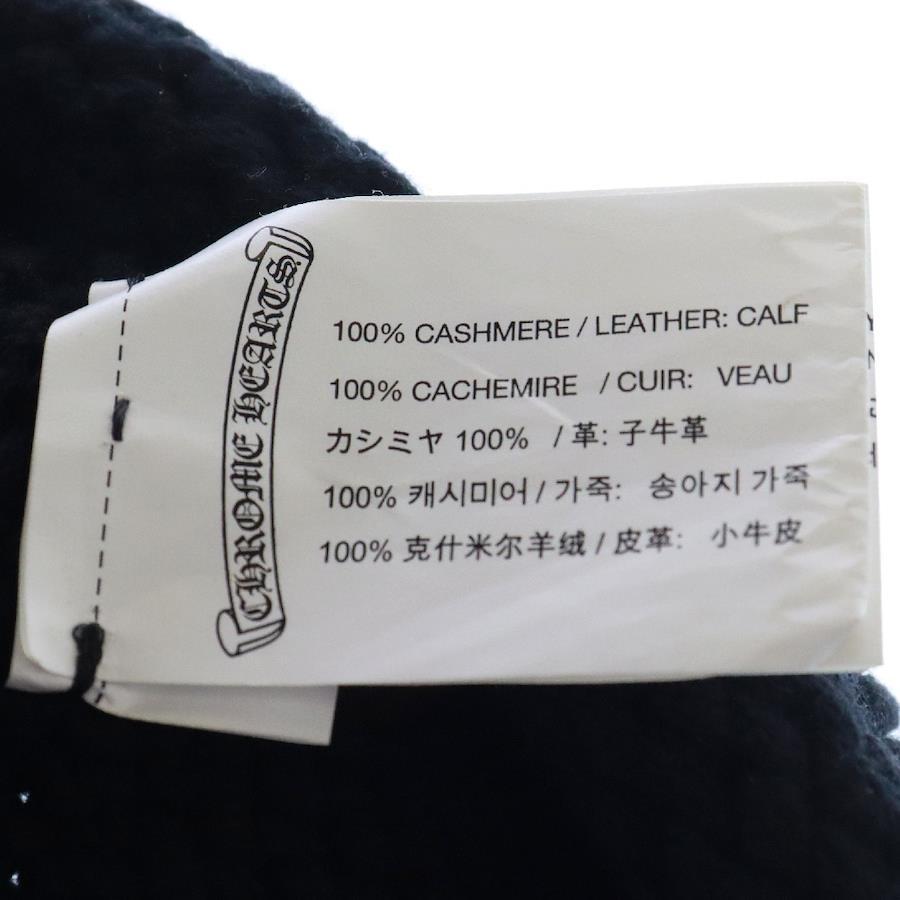 CHROME HEARTS
100% CASHMERE / LEATHER: CALF
100% CACHEMIRE / CUIR: VEAU
カシミヤ 100% / 革: 子牛革
100% 캐시미어 / 가죽: 송아지 가죽
100% 克什米尔羊绒 / 皮革: 小牛皮